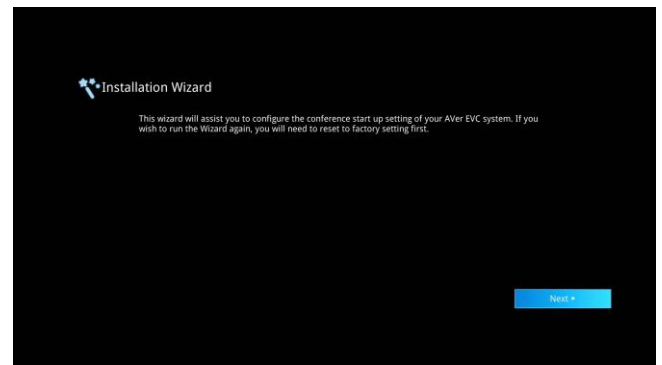 Installation Wizard
This wizard will assist you to configure the conference start up setting of your AVer EVC system. If you
wish to run the Wizard again, you will need to reset to factory setting first.
Next